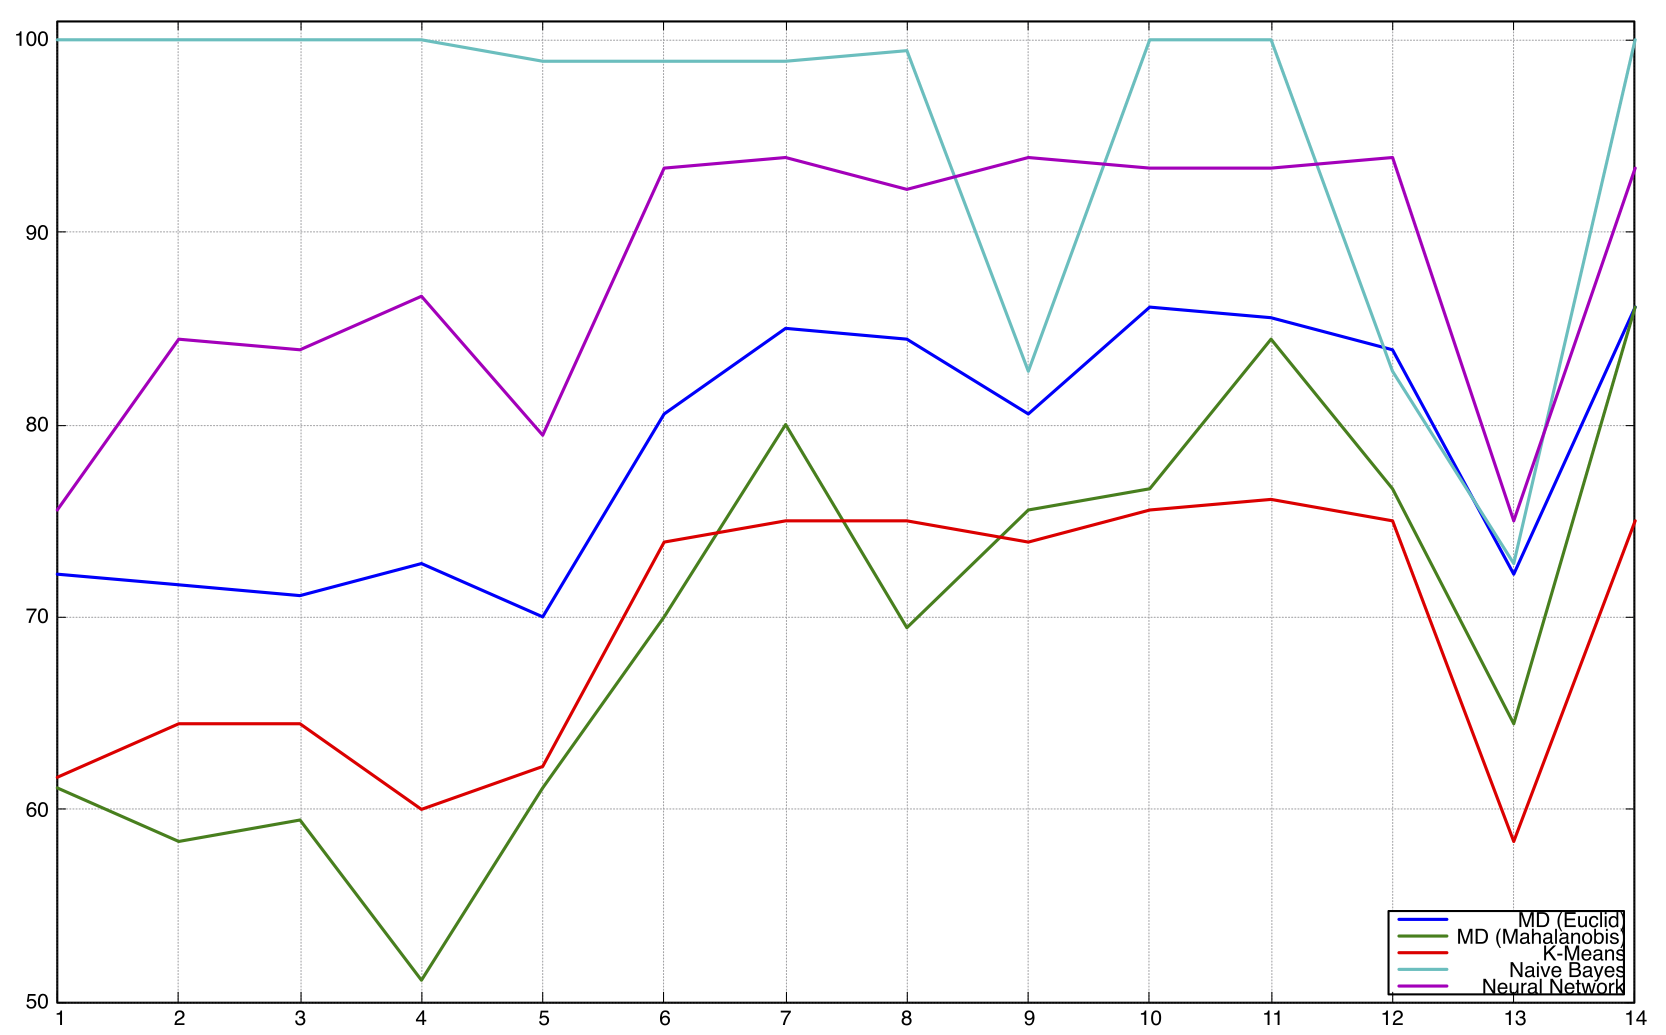 100
90
80
70
60
50
1 2 3 4 5 6 7 8 9 10 11 12 13 14
MD (Euclid)
MD (Mahalanobis)
K-Means
Naive Bayes
Neural Network